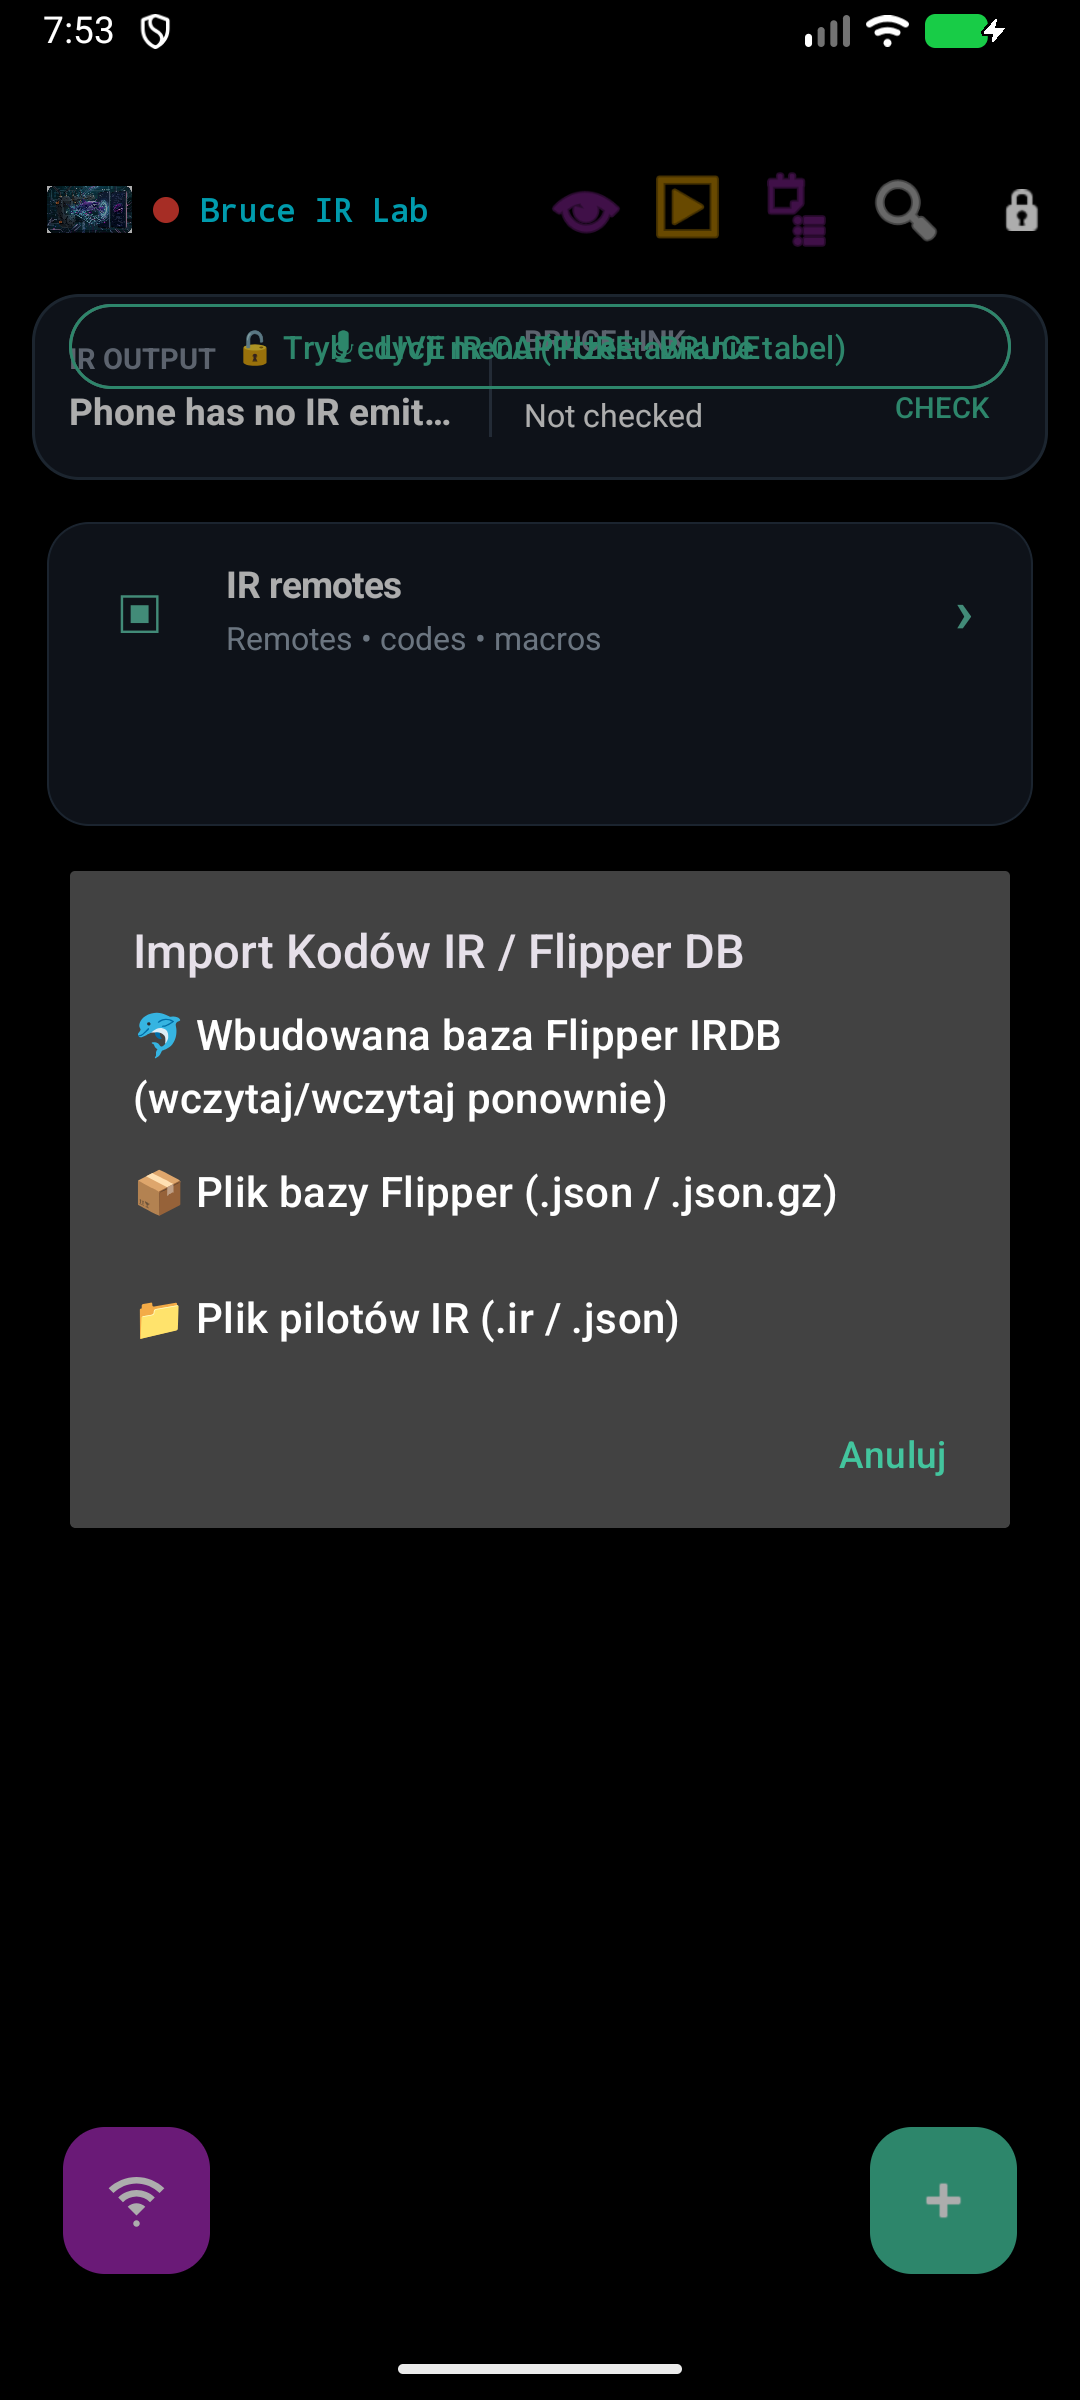 7:53
Bruce IR Lab
IR OUTPUT
BRUCE LINK
Phone has no IR emit...
Not checked
CHECK
IR remotes
Remotes • codes • macros
Import Kodów IR / Flipper DB
🐬 Wbudowana baza Flipper IRDB
(wczytaj/wczytaj ponownie)
📦 Plik bazy Flipper (.json / .json.gz)
📁 Plik pilotów IR (.ir / .json)
Anuluj